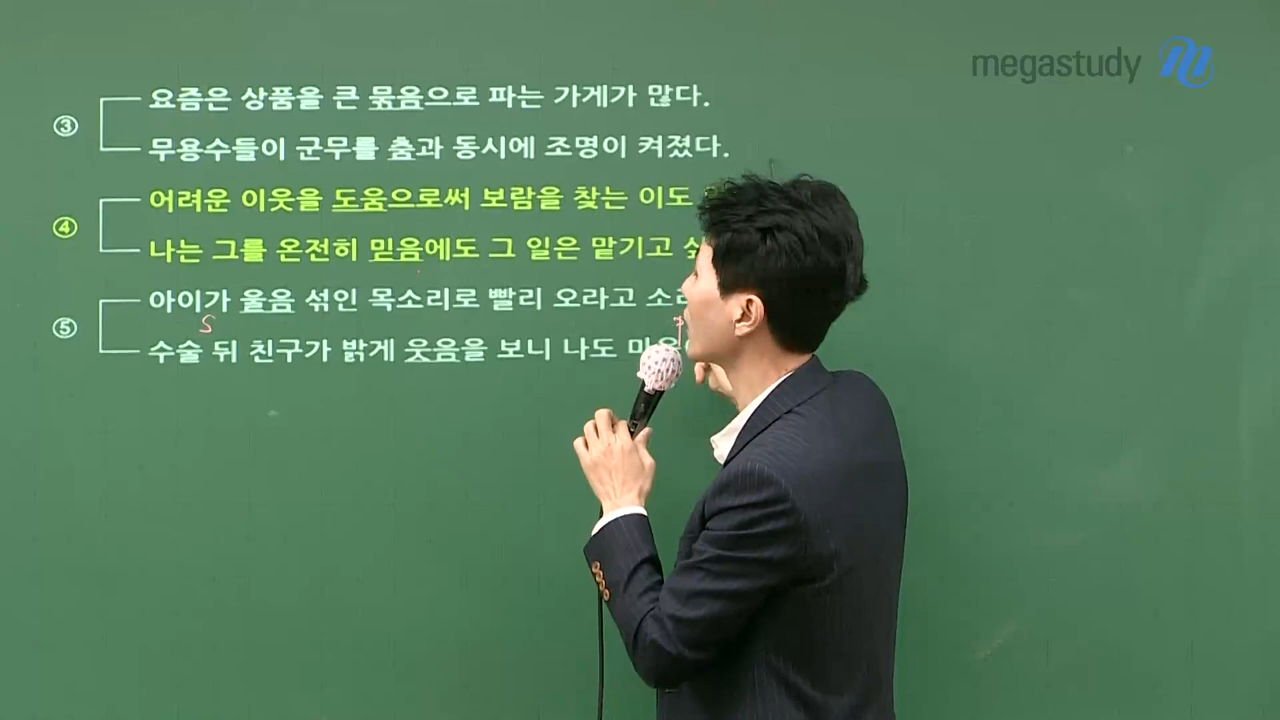 megastudy
③ 요즘은 상품을 큰 묶음으로 파는 가게가 많다.
무용수들이 군무를 춤과 동시에 조명이 켜졌다.
④ 어려운 이웃을 도움으로써 보람을 찾는 이도
나는 그를 온전히 믿음에도 그 일은 맡기고
⑤ 아이가 울음 섞인 목소리로 빨리 오라고
S
수술 뒤 친구가 밝게 웃음을 보니 나도